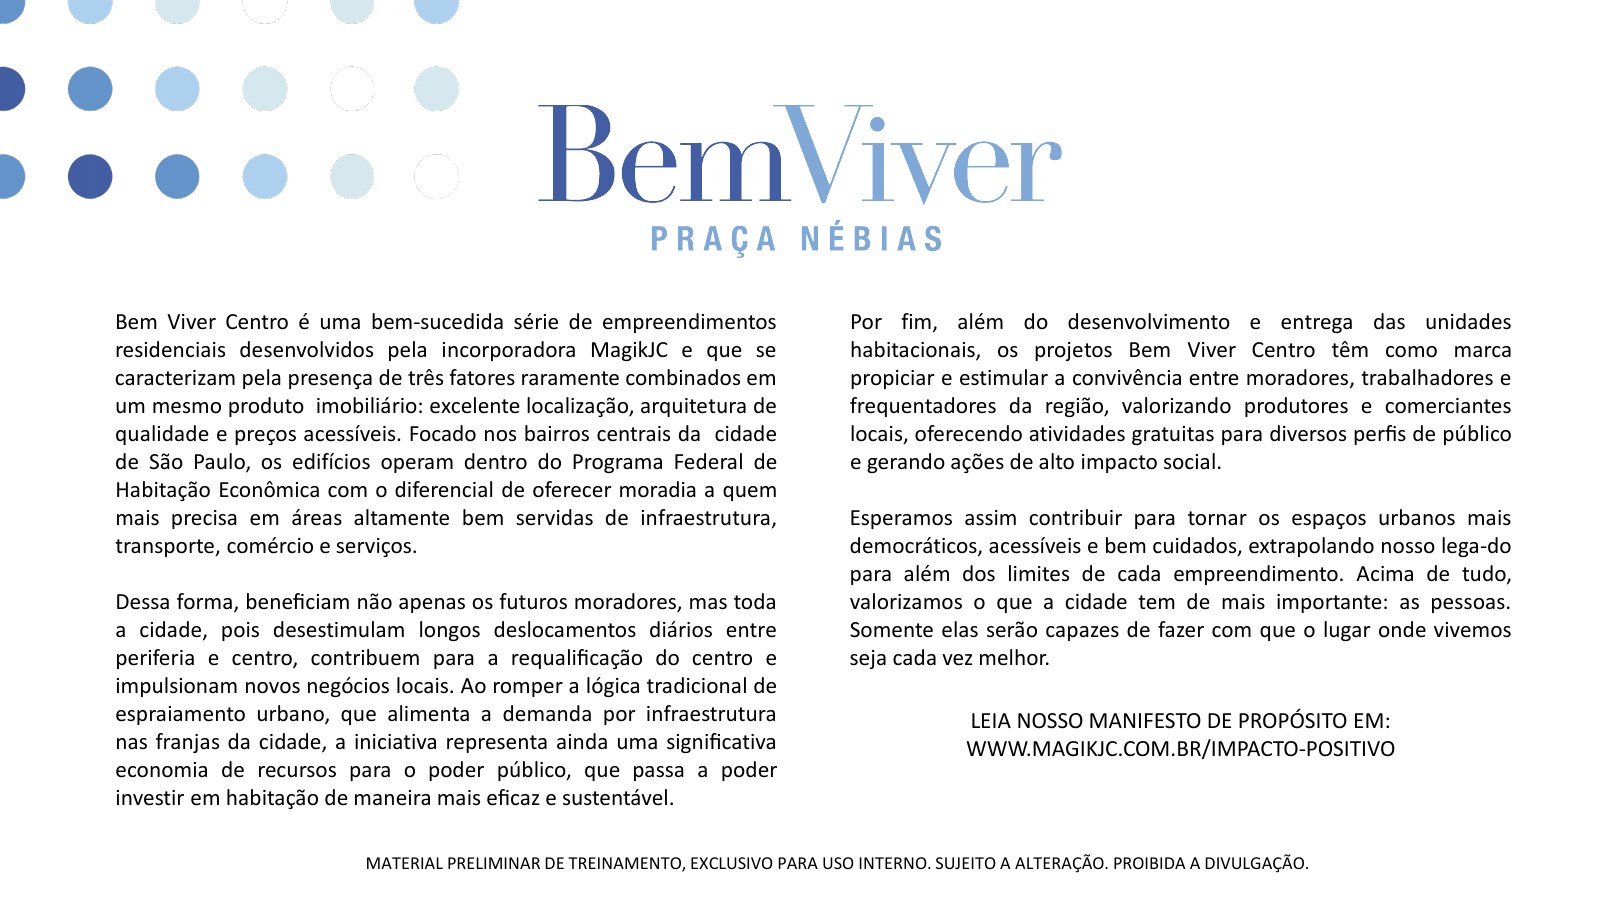 BemViver
PRAÇA NÉBIAS
Bem Viver Centro é uma bem-sucedida série de empreendimentos
residenciais desenvolvidos pela incorporadora MagikJC e que se
caracterizam pela presença de três fatores raramente combinados em
um mesmo produto  imobiliário: excelente localização, arquitetura de
qualidade e preços acessíveis. Focado nos bairros centrais da  cidade
de São Paulo, os edifícios operam dentro do Programa Federal de
Habitação Econômica com o diferencial de oferecer moradia a quem
mais precisa em áreas altamente bem servidas de infraestrutura,
transporte, comércio e serviços.
Dessa forma, beneficiam não apenas os futuros moradores, mas toda
a cidade, pois desestimulam longos deslocamentos diários entre
periferia e centro, contribuem para a requalificação do centro e
impulsionam novos negócios locais. Ao romper a lógica tradicional de
espraiamento urbano, que alimenta a demanda por infraestrutura
nas franjas da cidade, a iniciativa representa ainda uma significativa
economia de recursos para o poder público, que passa a poder
investir em habitação de maneira mais eficaz e sustentável.
Por fim, além do desenvolvimento e entrega das unidades
habitacionais, os projetos Bem Viver Centro têm como marca
propiciar e estimular a convivência entre moradores, trabalhadores e
frequentadores da região, valorizando produtores e comerciantes
locais, oferecendo atividades gratuitas para diversos perfis de público
e gerando ações de alto impacto social.
Esperamos assim contribuir para tornar os espaços urbanos mais
democráticos, acessíveis e bem cuidados, extrapolando nosso lega-do
para além dos limites de cada empreendimento. Acima de tudo,
valorizamos o que a cidade tem de mais importante: as pessoas.
Somente elas serão capazes de fazer com que o lugar onde vivemos
seja cada vez melhor.
LEIA NOSSO MANIFESTO DE PROPÓSITO EM:
WWW.MAGIKJC.COM.BR/IMPACTO-POSITIVO
MATERIAL PRELIMINAR DE TREINAMENTO, EXCLUSIVO PARA USO INTERNO. SUJEITO A ALTERAÇÃO. PROIBIDA A DIVULGAÇÃO.